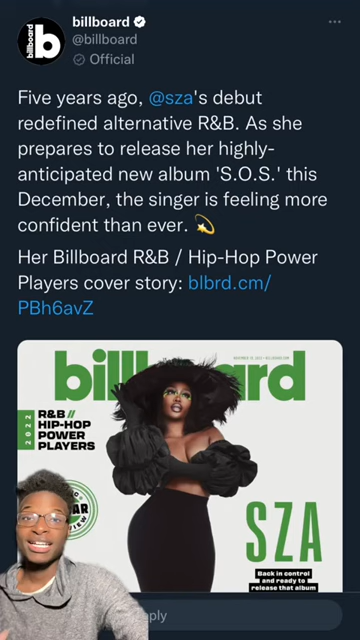 billboard
@billboard
Official
Five years ago, @sza's debut
redefined alternative R&B. As she
prepares to release her highly-
anticipated new album 'S.O.S.' this
December, the singer is feeling more
confident than ever. 💫
Her Billboard R&B / Hip-Hop Power
Players cover story: blbrd.cm/
PBh6avZ
billboard
2022
R&B//
HIP-HOP
POWER
PLAYERS
SZA
Back in control
and ready to
release that album